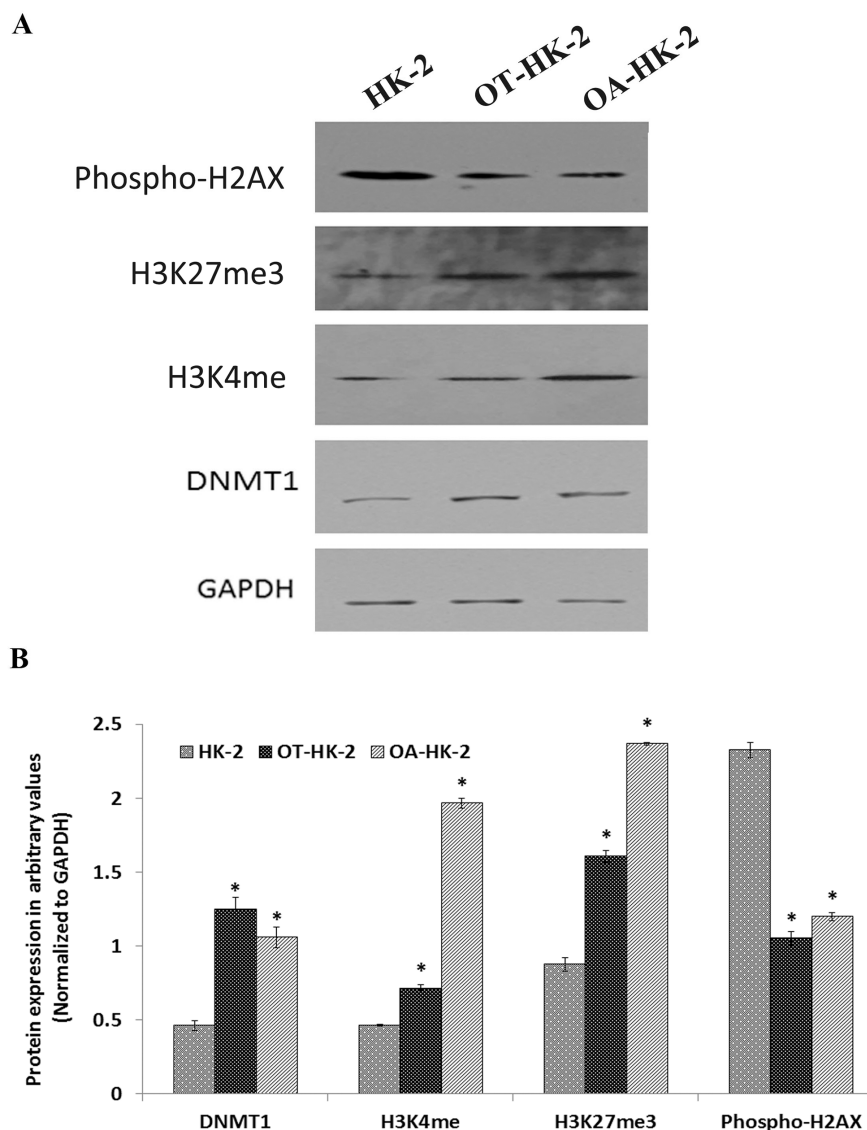 A
HK-2 OT-HK-2 OA-HK-2
Phospho-H2AX
H3K27me3
H3K4me
DNMT1
GAPDH
B
Protein expression in arbitrary values
(Normalized to GAPDH)
2.5
2
1.5
1
0.5
0
HK-2 OT-HK-2 OA-HK-2
* * * * * * * *
DNMT1 H3K4me H3K27me3 Phospho-H2AX